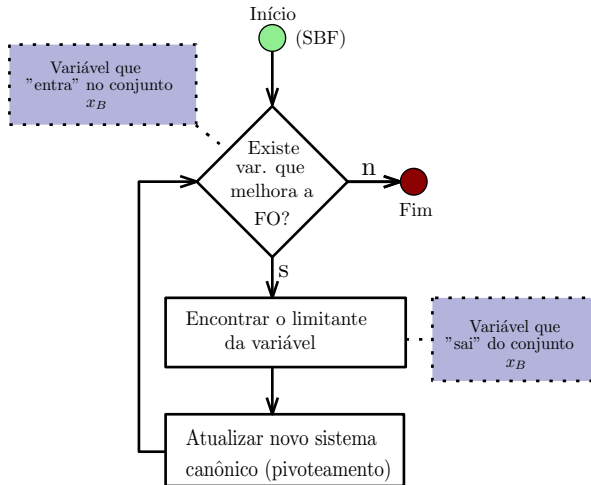 Início
(SBF)
Variável que
"entra" no conjunto
x_B
Existe
var. que
melhora a
FO?
n
Fim
s
Encontrar o limitante
da variável
Variável que
"sai" do conjunto
x_B
Atualizar novo sistema
canônico (pivoteamento)